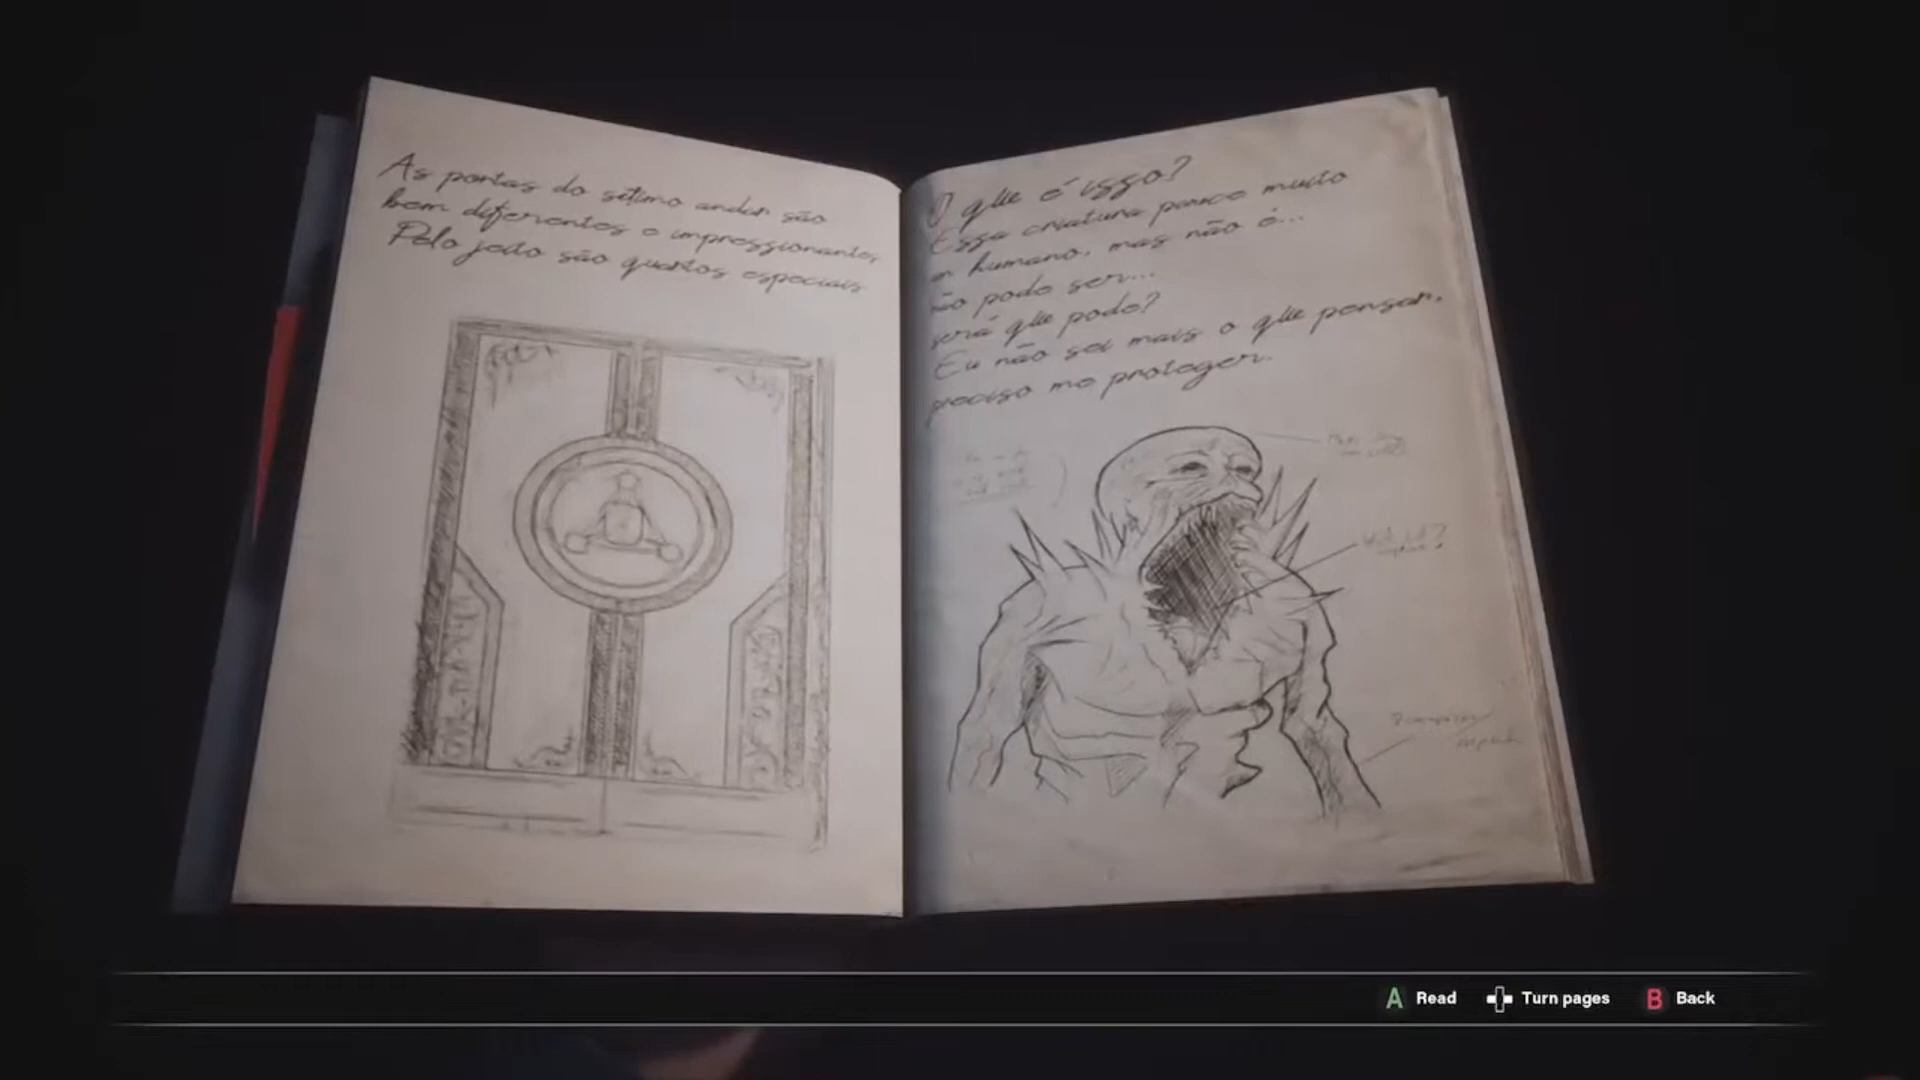 As portas do sétimo andar são
bem diferentes e impressionantes,
Pelo jeito são quartos especiais
O que é isso?
Essa criatura parece muito
humano, mas não é...
não pode ser...
será que pode?
Eu não sei mais o que pensar,
preciso me proteger.
A Read
Turn pages
B Back